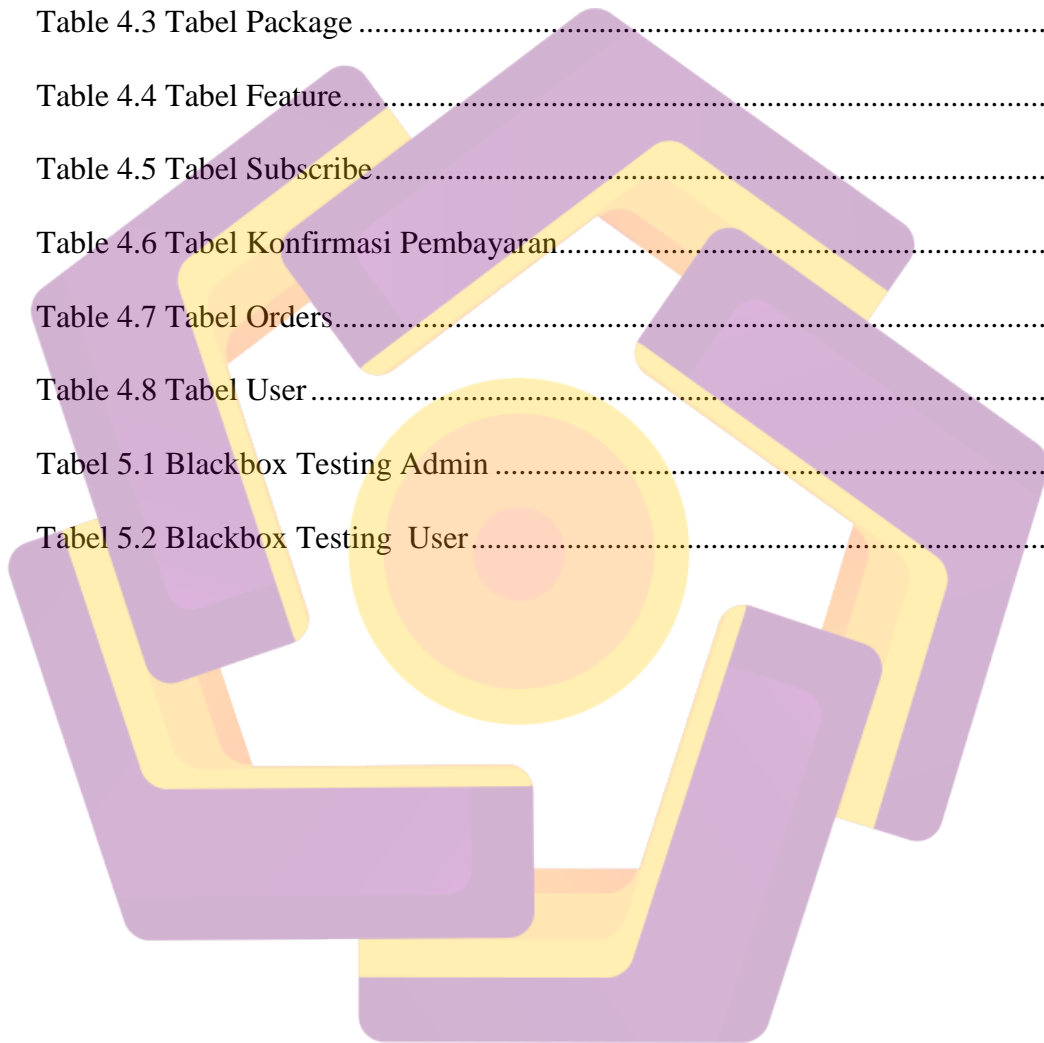 Table 4.3 Tabel Package ....................................................................................
Table 4.4 Tabel Feature.......................................................................................
Table 4.5 Tabel Subscribe...................................................................................
Table 4.6 Tabel Konfirmasi Pembayaran............................................................
Table 4.7 Tabel Orders........................................................................................
Table 4.8 Tabel User ..........................................................................................
Tabel 5.1 Blackbox Testing Admin ....................................................................
Tabel 5.2 Blackbox Testing  User.......................................................................